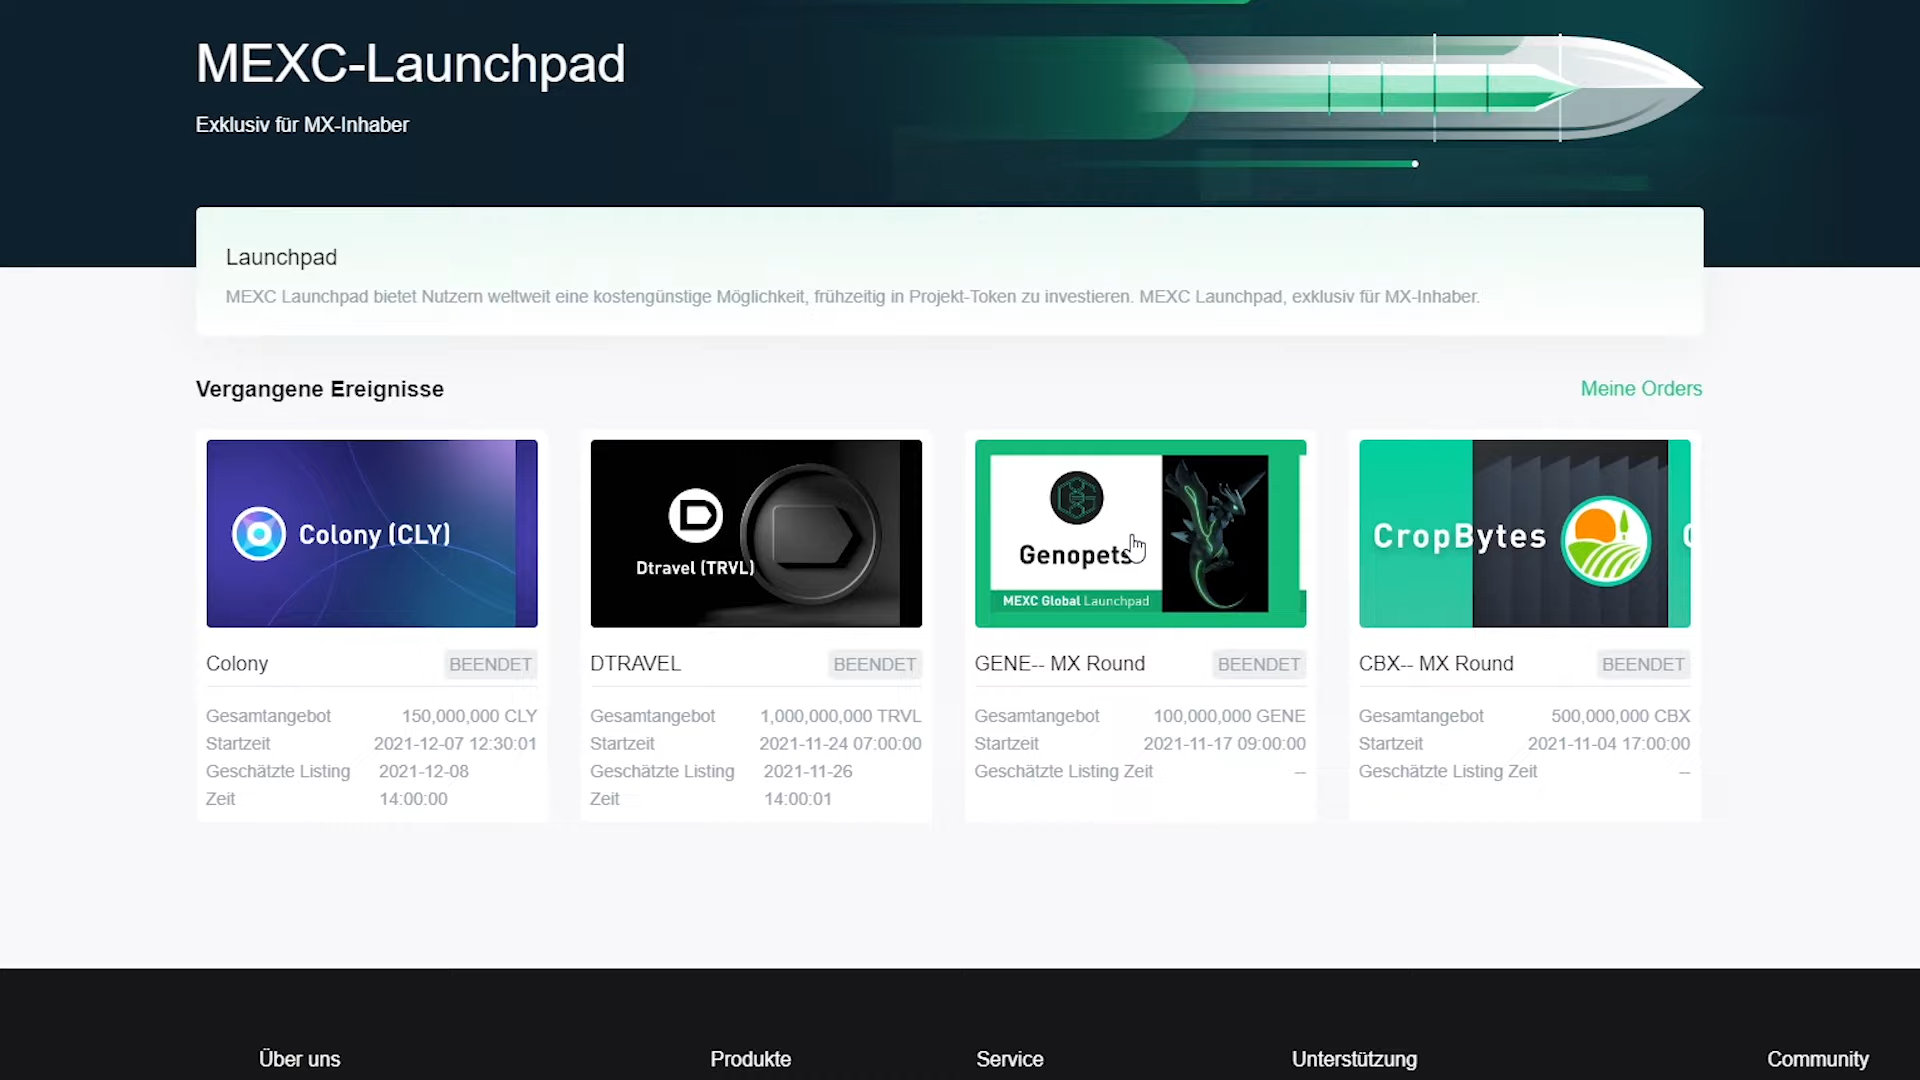 MEXC-Launchpad
Exklusiv für MX-Inhaber
Launchpad
MEXC Launchpad bietet Nutzern weltweit eine kostengünstige Möglichkeit, frühzeitig in Projekt-Token zu investieren. MEXC Launchpad, exklusiv für MX-Inhaber.
Vergangene Ereignisse
Meine Orders
Colony (CLY)
Colony BEENDET
Gesamtangebot 150,000,000 CLY
Startzeit 2021-12-07 12:30:01
Geschätzte Listing 2021-12-08
Zeit 14:00:00
Dtravel (TRVL)
DTRAVEL BEENDET
Gesamtangebot 1,000,000,000 TRVL
Startzeit 2021-11-24 07:00:00
Geschätzte Listing 2021-11-26
Zeit 14:00:01
Genopets
MEXC Global Launchpad
GENE-- MX Round BEENDET
Gesamtangebot 100,000,000 GENE
Startzeit 2021-11-17 09:00:00
Geschätzte Listing Zeit --
CropBytes
CBX-- MX Round BEENDET
Gesamtangebot 500,000,000 CBX
Startzeit 2021-11-04 17:00:00
Geschätzte Listing Zeit --
Über uns
Produkte
Service
Unterstützung
Community